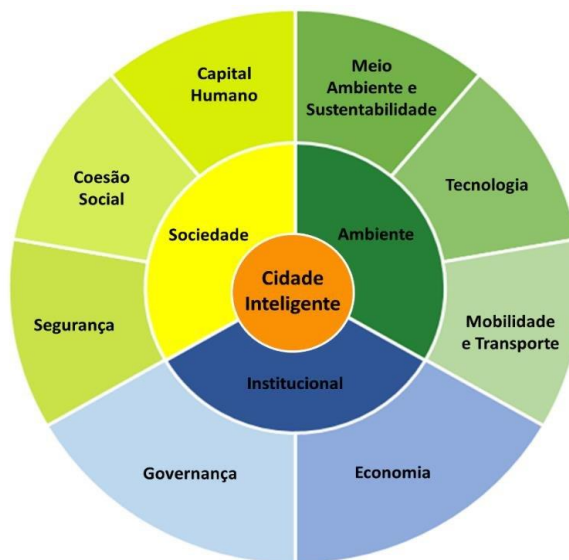 Capital
Humano
Meio
Ambiente e
Sustentabilidade
Coesão
Social
Tecnologia
Sociedade
Ambiente
Cidade
Inteligente
Segurança
Mobilidade
e Transporte
Institucional
Governança
Economia